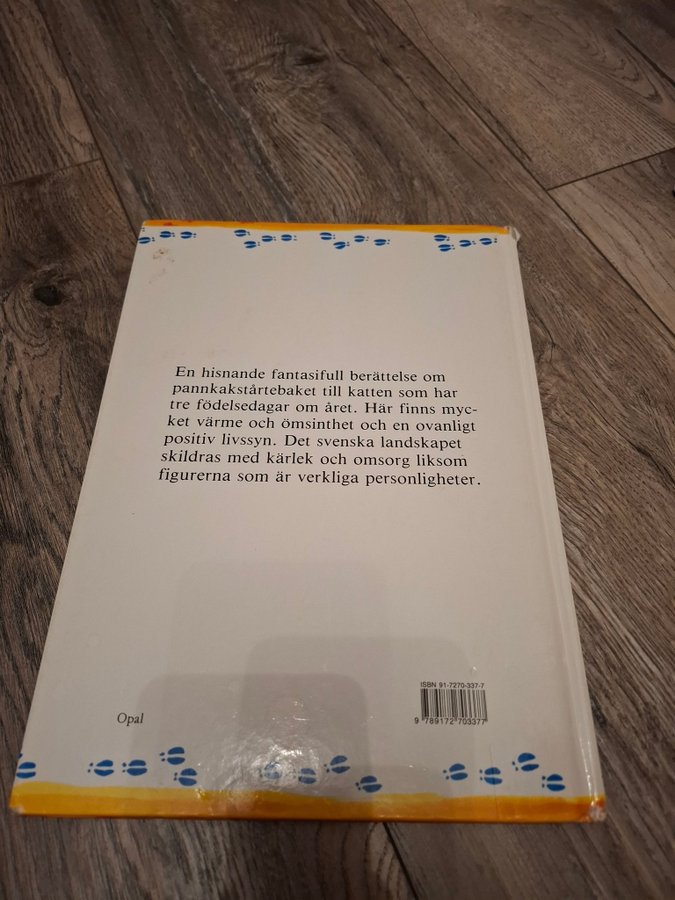 En hisnande fantasifull berättelse om
pannkakstårtebaket till katten som har
tre födelsedagar om året. Här finns myc-
ket värme och ömsinthet och en ovanligt
positiv livssyn. Det svenska landskapet
skildras med kärlek och omsorg liksom
figurerna som är verkliga personligheter.
ISBN 91-7270-337-7
Opal
9 789172 703377